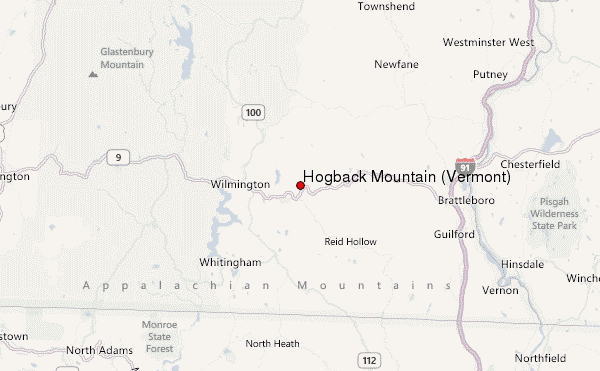 Townshend
Westminster West
Glastenbury
Mountain
Newfane
Putney
100
bury
9
91
Chesterfield
ngton
Hogback Mountain (Vermont)
Wilmington
Brattleboro
Pisgah
Wilderness
State Park
Guilford
Reid Hollow
Whitingham
Hinsdale
Winche
Appalachian Mountains
Vernon
Monroe
State
Forest
stown
North Adams
North Heath
112
Northfield